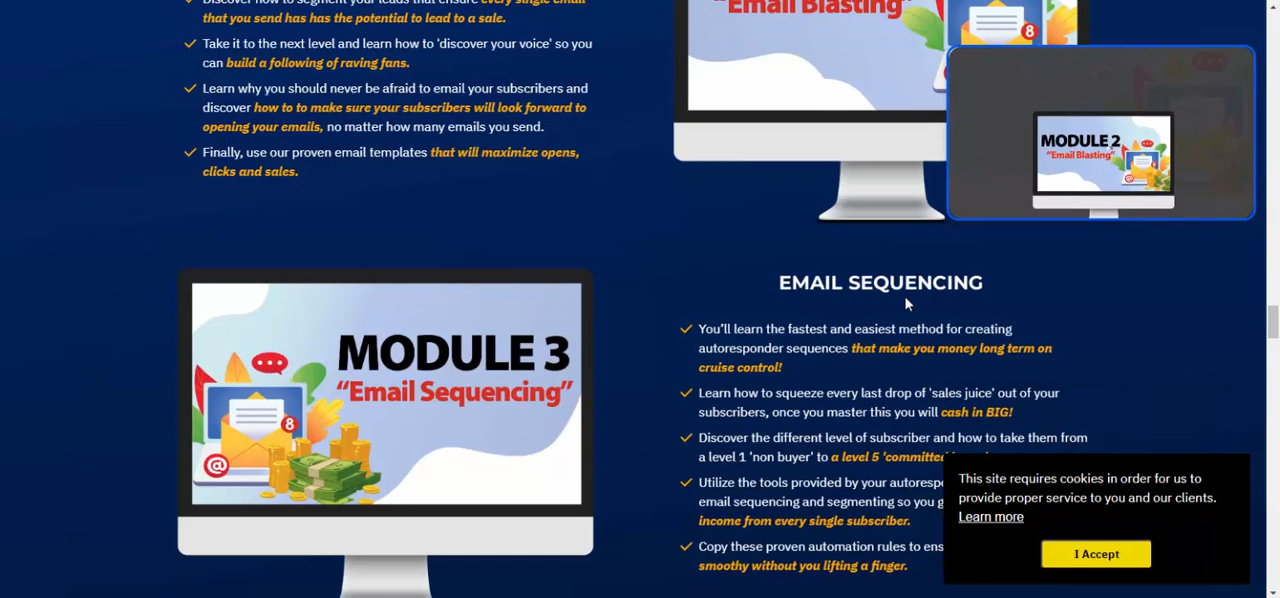 Discover how to segment your leads that ensure every single email
that you send has has the potential to lead to a sale.
Take it to the next level and learn how to 'discover your voice' so you
can build a following of raving fans.
Learn why you should never be afraid to email your subscribers and
discover how to to make sure your subscribers will look forward to
opening your emails, no matter how many emails you send.
Finally, use our proven email templates that will maximize opens,
clicks and sales.
"Email Blasting"
8
MODULE 2
"Email Blasting"
@
MODULE 3
"Email Sequencing"
8
@
EMAIL SEQUENCING
You'll learn the fastest and easiest method for creating
autoresponder sequences that make you money long term on
cruise control!
Learn how to squeeze every last drop of 'sales juice' out of your
subscribers, once you master this you will cash in BIG!
Discover the different level of subscriber and how to take them from
a level 1 'non buyer' to a level 5 'committed
Utilize the tools provided by your
email sequencing and segmenting so you
income from every single subscriber.
Copy these proven automation rules to
smoothy without you lifting a finger.
This site requires cookies in order for us to
provide proper service to you and our clients.
Learn more
I Accept